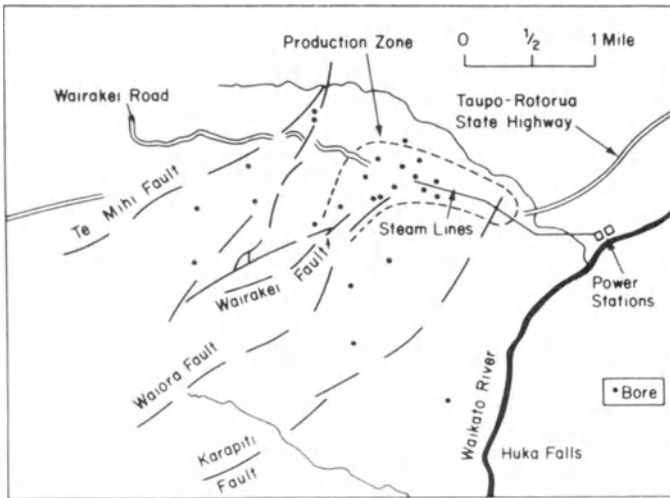 Production Zone
0 ½ 1 Mile
Wairakei Road
Taupo-Rotorua
State Highway
Te Mihi Fault
Steam Lines
Wairakei Fault
Power
Stations
Waiora Fault
Waikato River
• Bore
Karapiti
Fault
Huka Falls